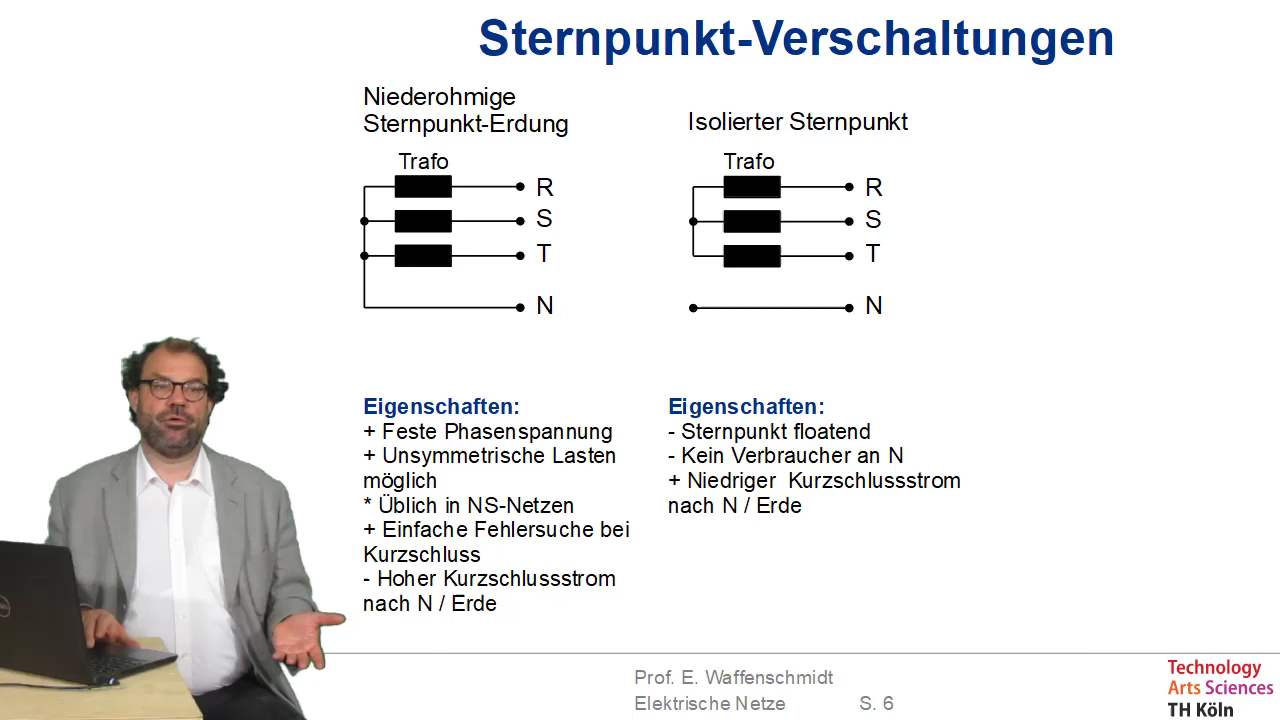 Sternpunkt-Verschaltungen
Niederohmige
Sternpunkt-Erdung
Trafo
R
S
T
N
Isolierter Sternpunkt
Trafo
R
S
T
N
Eigenschaften:
+ Feste Phasenspannung
+ Unsymmetrische Lasten
möglich
* Üblich in NS-Netzen
+ Einfache Fehlersuche bei
Kurzschluss
- Hoher Kurzschlussstrom
nach N / Erde
Eigenschaften:
- Sternpunkt floatend
- Kein Verbraucher an N
+ Niedriger Kurzschlussstrom
nach N / Erde
Prof. E. Waffenschmidt
Elektrische Netze S. 6
Technology
Arts Sciences
TH Köln